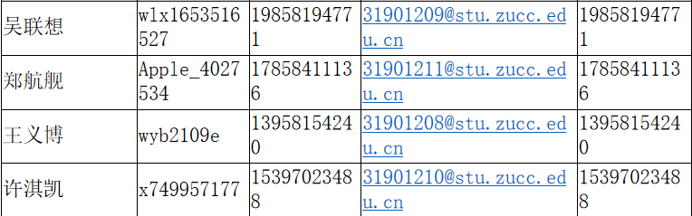 吴联想 wlx1653516527 19858194771 31901209@stu.zucc.edu.cn 19858194771
郑航舰 Apple_4027534 17858411136 31901211@stu.zucc.edu.cn 17858411136
王义博 wyb2109e 13958154240 31901208@stu.zucc.edu.cn 13958154240
许淇凯 x749957177 15397023488 31901210@stu.zucc.edu.cn 15397023488